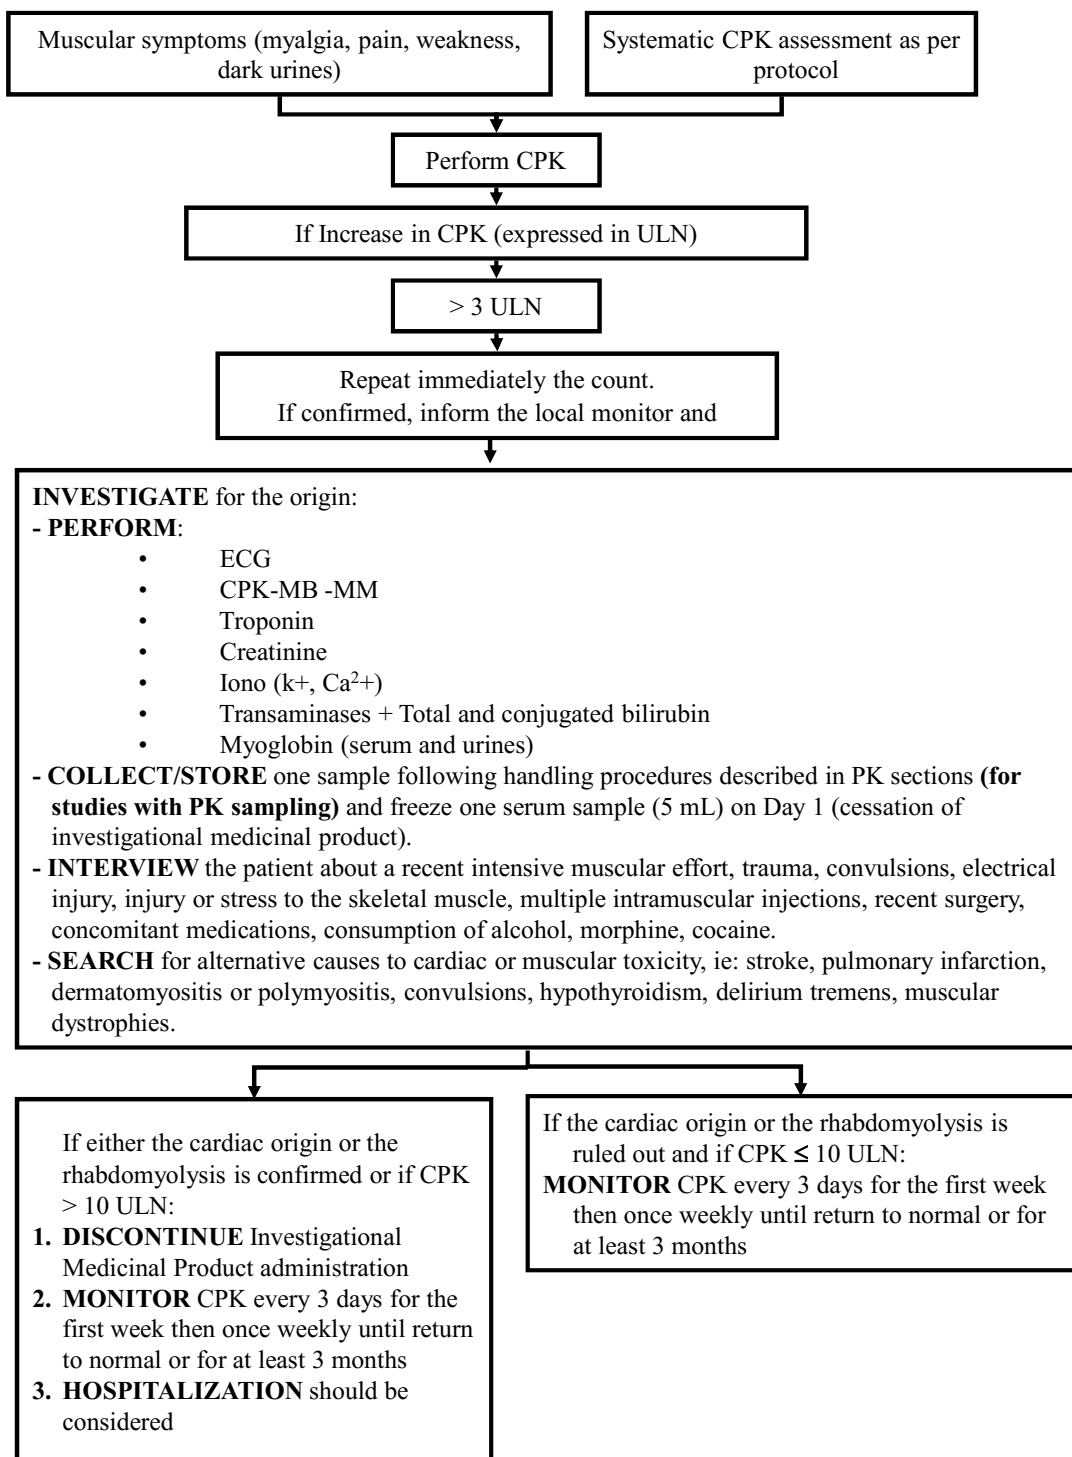 Muscular symptoms (myalgia, pain, weakness,
dark urines)
Systematic CPK assessment as per
protocol
Perform CPK
If Increase in CPK (expressed in ULN)
> 3 ULN
Repeat immediately the count.
If confirmed, inform the local monitor and
INVESTIGATE for the origin:
- PERFORM:
• ECG
• CPK-MB -MM
• Troponin
• Creatinine
• Iono (k+, Ca²+)
• Transaminases + Total and conjugated bilirubin
• Myoglobin (serum and urines)
- COLLECT/STORE one sample following handling procedures described in PK sections (for
studies with PK sampling) and freeze one serum sample (5 mL) on Day 1 (cessation of
investigational medicinal product).
- INTERVIEW the patient about a recent intensive muscular effort, trauma, convulsions, electrical
injury, injury or stress to the skeletal muscle, multiple intramuscular injections, recent surgery,
concomitant medications, consumption of alcohol, morphine, cocaine.
- SEARCH for alternative causes to cardiac or muscular toxicity, ie: stroke, pulmonary infarction,
dermatomyositis or polymyositis, convulsions, hypothyroidism, delirium tremens, muscular
dystrophies.
If either the cardiac origin or the
rhabdomyolysis is confirmed or if CPK
> 10 ULN:
1. DISCONTINUE Investigational
Medicinal Product administration
2. MONITOR CPK every 3 days for the
first week then once weekly until return
to normal or for at least 3 months
3. HOSPITALIZATION should be
considered
If the cardiac origin or the rhabdomyolysis is
ruled out and if CPK ≤ 10 ULN:
MONITOR CPK every 3 days for the first week
then once weekly until return to normal or for
at least 3 months